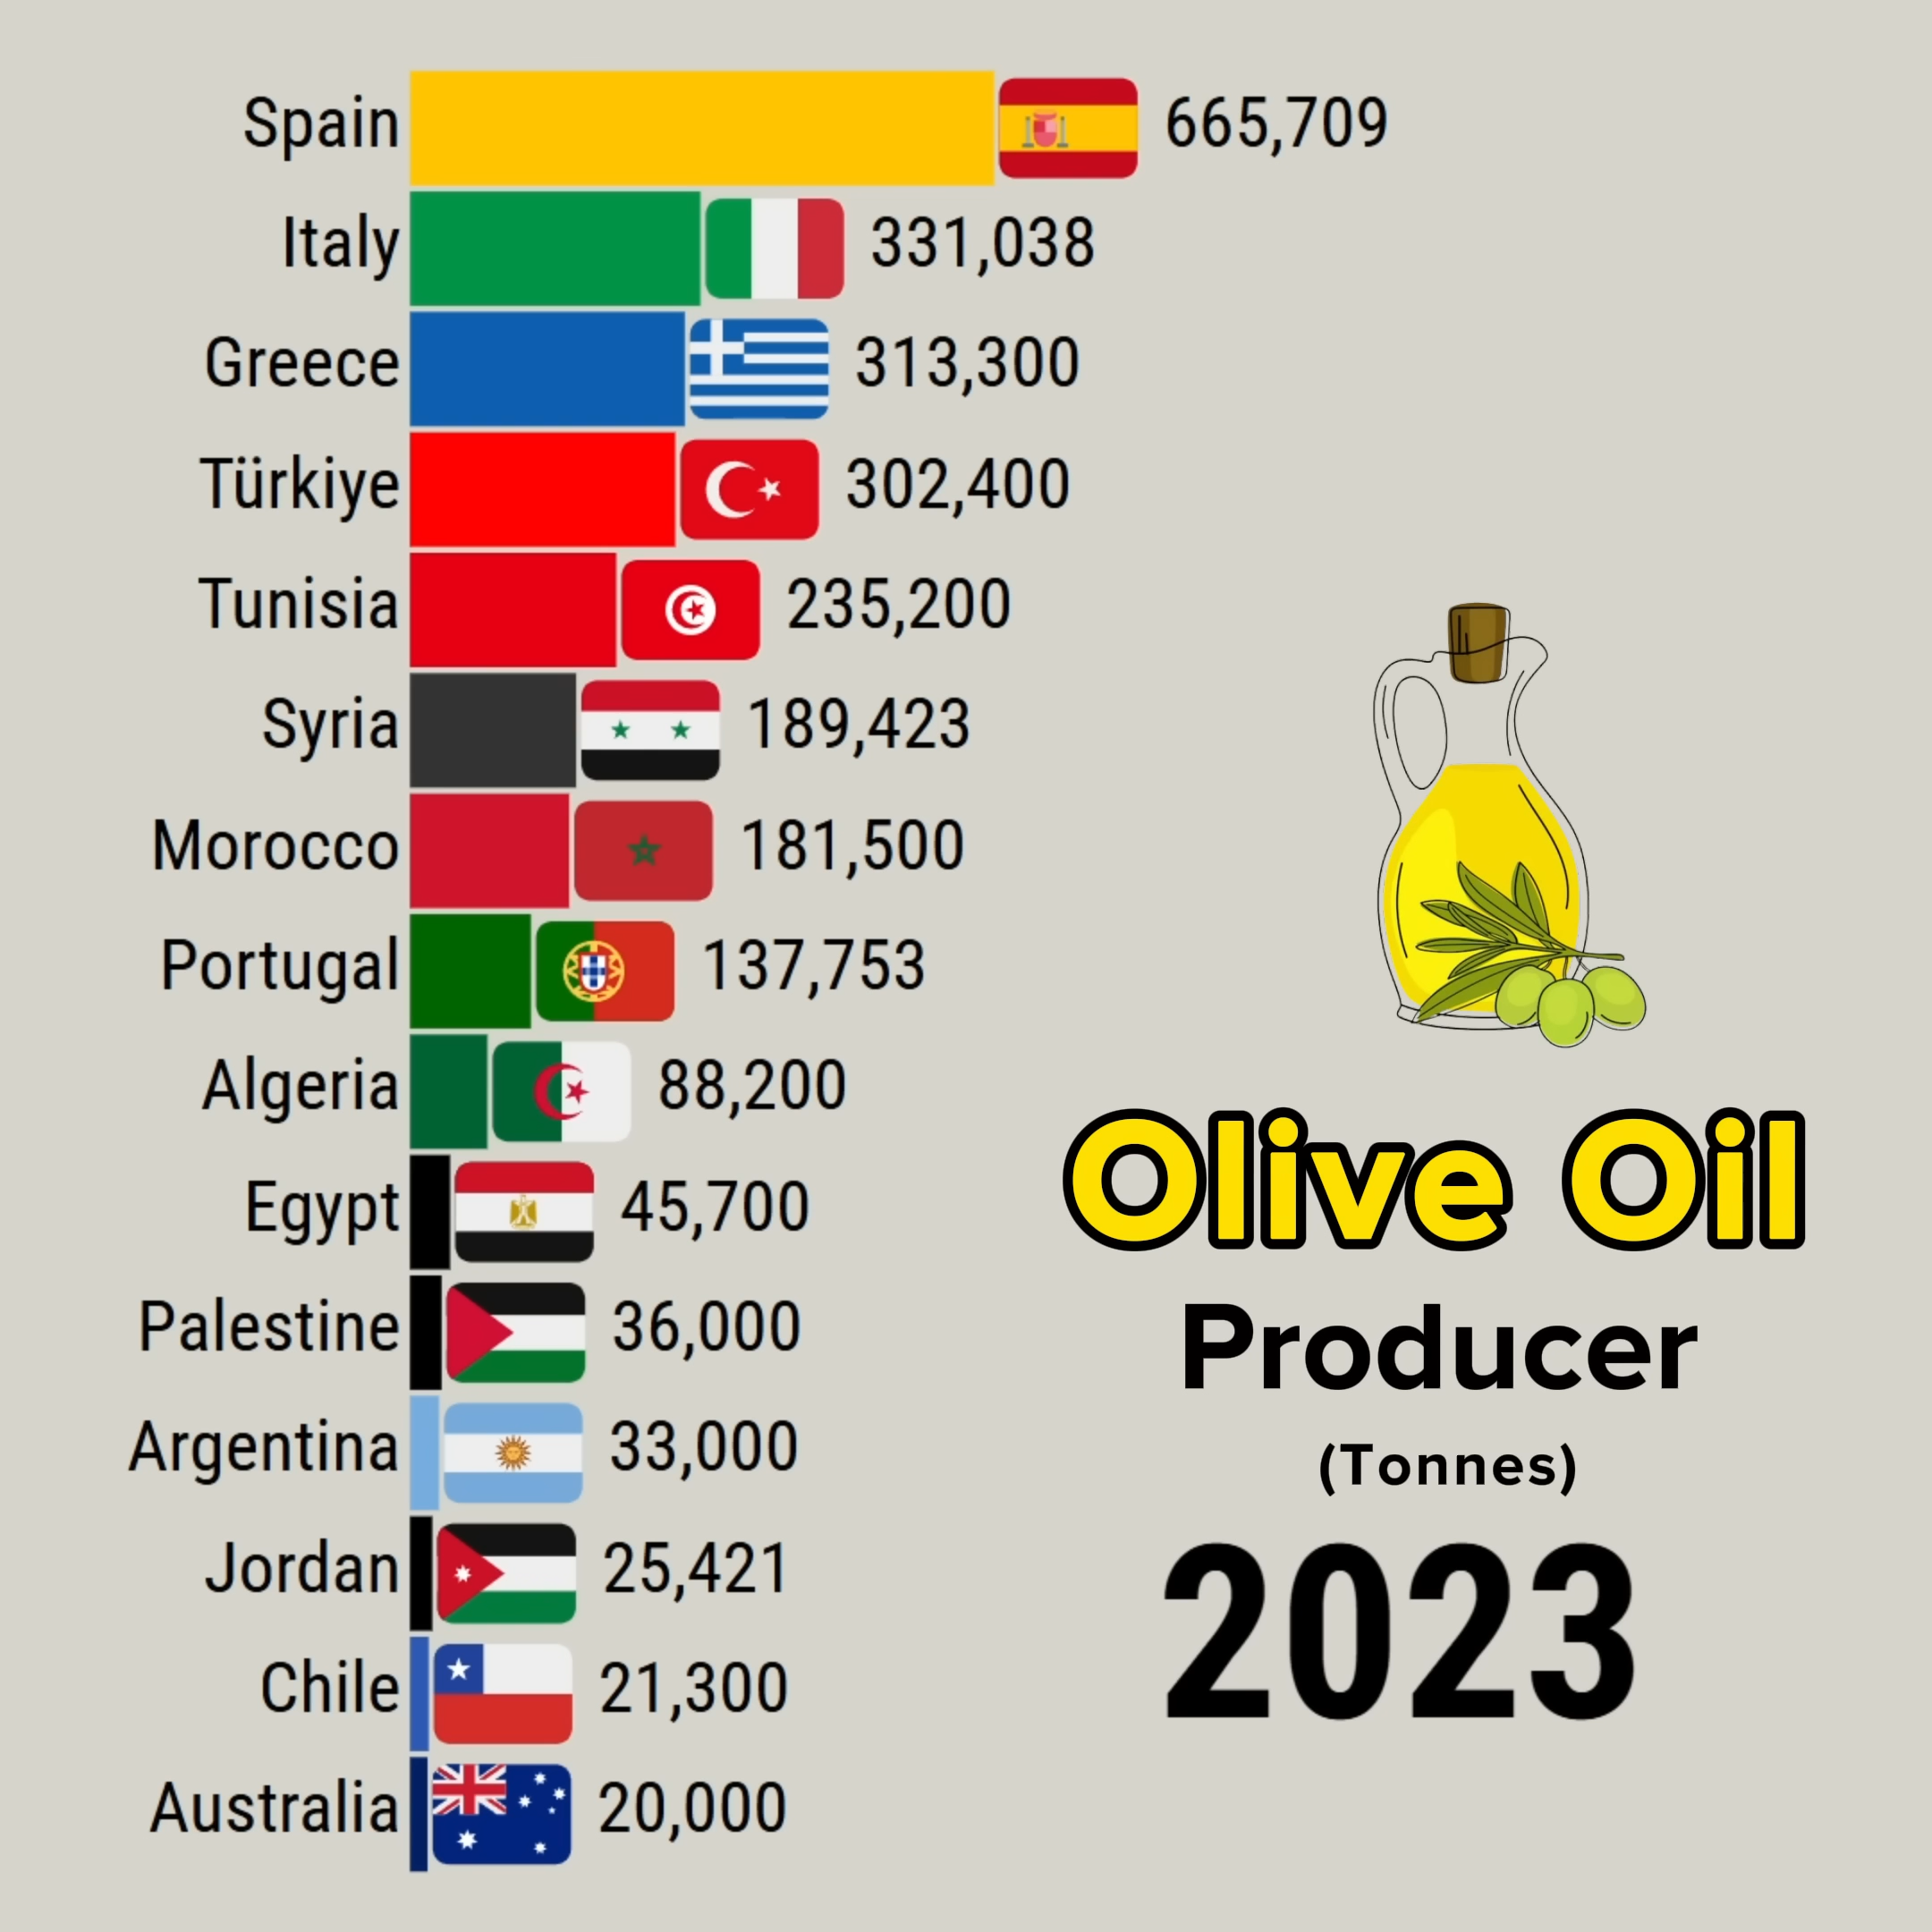 Spain 665,709
Italy 331,038
Greece 313,300
Türkiye 302,400
Tunisia 235,200
Syria 189,423
Morocco 181,500
Portugal 137,753
Algeria 88,200
Egypt 45,700
Palestine 36,000
Argentina 33,000
Jordan 25,421
Chile 21,300
Australia 20,000
Olive Oil
Producer
(Tonnes)
2023